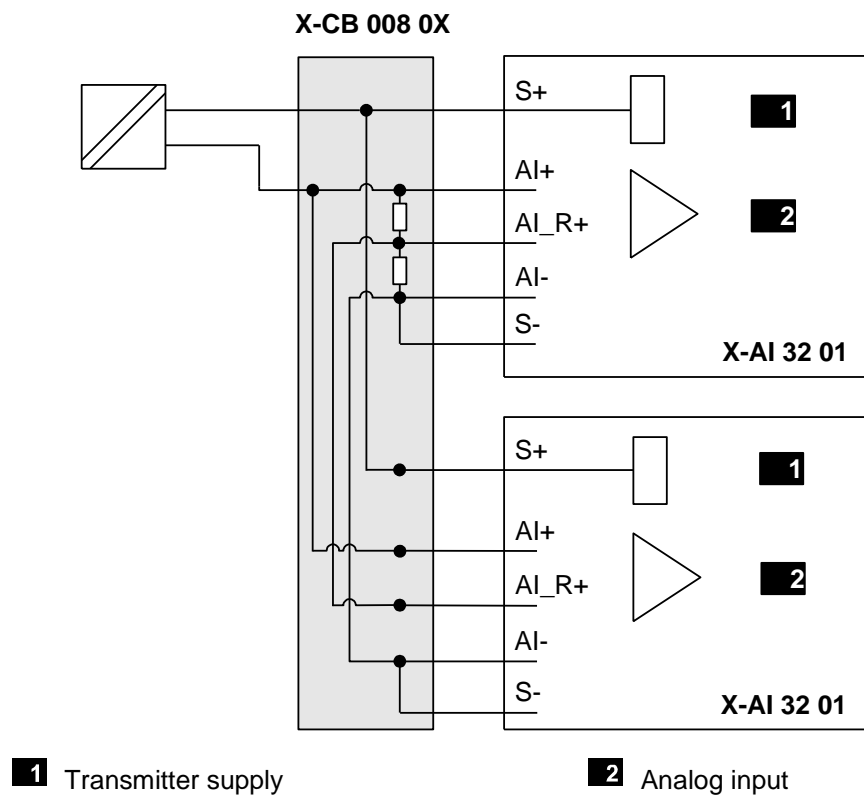 X-CB 008 0X
S+
1
AI+
AI_R+
2
AI-
S-
X-AI 32 01
S+
1
AI+
AI_R+
2
AI-
S-
X-AI 32 01
1 Transmitter supply
2 Analog input